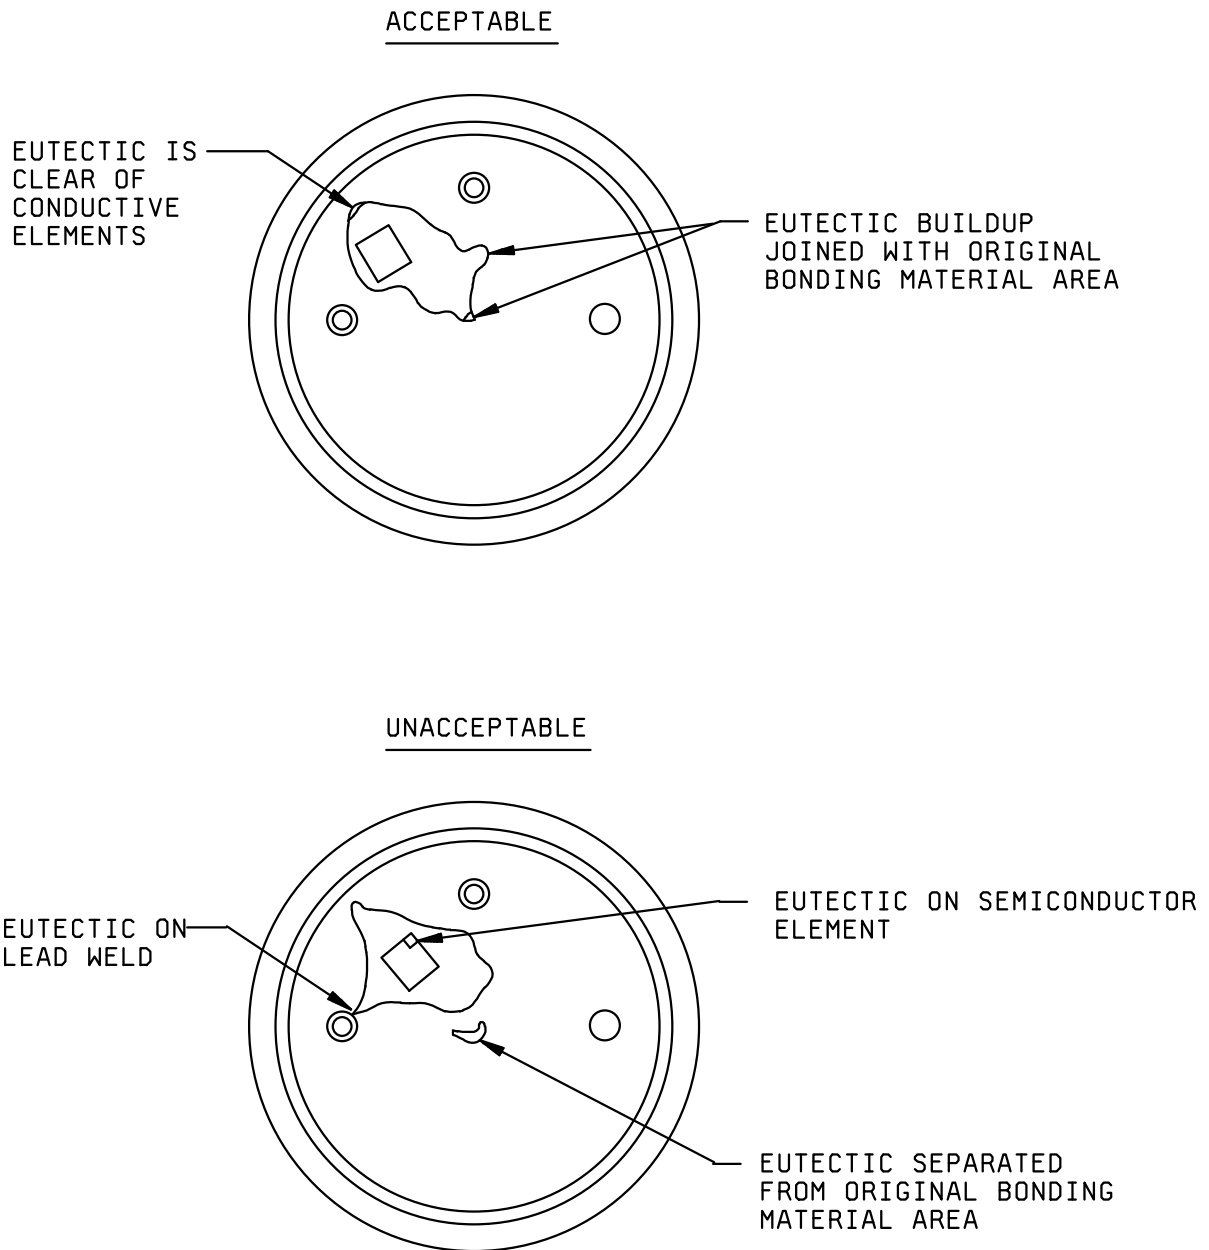 ACCEPTABLE
EUTECTIC IS
CLEAR OF
CONDUCTIVE
ELEMENTS
EUTECTIC BUILDUP
JOINED WITH ORIGINAL
BONDING MATERIAL AREA
UNACCEPTABLE
EUTECTIC ON
LEAD WELD
EUTECTIC ON SEMICONDUCTOR
ELEMENT
EUTECTIC SEPARATED
FROM ORIGINAL BONDING
MATERIAL AREA